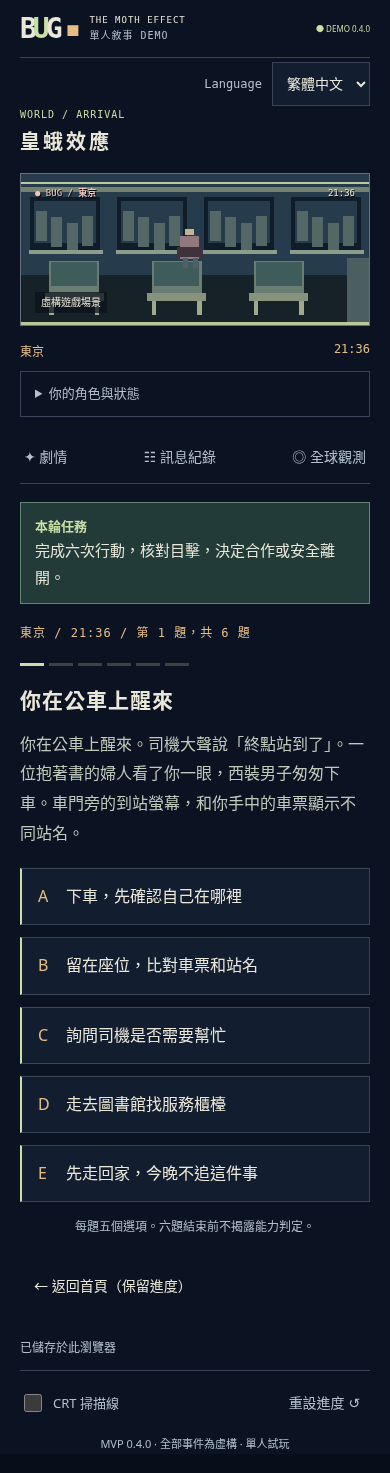 BUG THE MOTH EFFECT
單人敘事 DEMO
● DEMO 0.4.0
Language 繁體中文
WORLD / ARRIVAL
皇蛾效應
● BUG / 東京 21:36
虛構遊戲場景
東京 21:36
▶ 你的角色與狀態
✦ 劇情 ☷ 訊息紀錄 ◎ 全球觀測
本輪任務
完成六次行動，核對目擊，決定合作或安全離
開。
東京 / 21:36 / 第 1 題，共 6 題
你在公車上醒來
你在公車上醒來。司機大聲說「終點站到了」。一
位抱著書的婦人看了你一眼，西裝男子匆匆下
車。車門旁的到站螢幕，和你手中的車票顯示不
同站名。
A 下車，先確認自己在哪裡
B 留在座位，比對車票和站名
C 詢問司機是否需要幫忙
D 走去圖書館找服務櫃檯
E 先走回家，今晚不追這件事
每題五個選項。六題結束前不揭露能力判定。
← 返回首頁（保留進度）
已儲存於此瀏覽器
CRT 掃描線 重設進度 ↺
MVP 0.4.0 · 全部事件為虛構 · 單人試玩